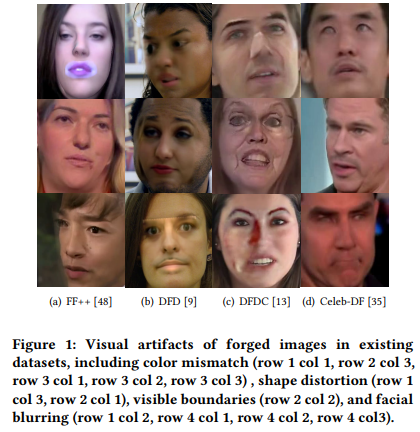 (a) FF++ [48] (b) DFD [9] (c) DFDC [13] (d) Celeb-DF [35]
Figure 1: Visual artifacts of forged images in existing
datasets, including color mismatch (row 1 col 1, row 2 col 3,
row 3 col 1, row 3 col 2, row 3 col 3) , shape distortion (row 1
col 3, row 2 col 1), visible boundaries (row 2 col 2), and facial
blurring (row 1 col 2, row 4 col 1, row 4 col 2, row 4 col3).